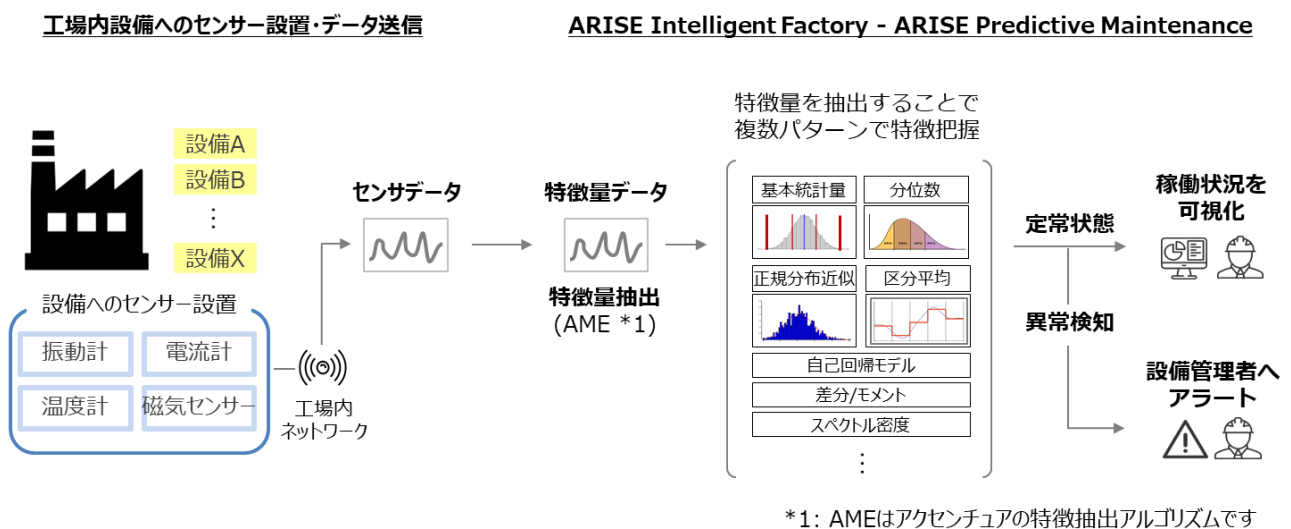 工場内設備へのセンサー設置・データ送信
ARISE Intelligent Factory - ARISE Predictive Maintenance
設備A
設備B
⋮
設備X
設備へのセンサー設置
振動計
電流計
温度計
磁気センサー
工場内
ネットワーク
センサデータ
特徴量データ
特徴量抽出
(AME *1)
特徴量を抽出することで
複数パターンで特徴把握
基本統計量
分位数
正規分布近似
区分平均
自己回帰モデル
差分/モメント
スペクトル密度
⋮
定常状態
異常検知
稼働状況を
可視化
設備管理者へ
アラート
*1: AMEはアクセンチュアの特徴抽出アルゴリズムです